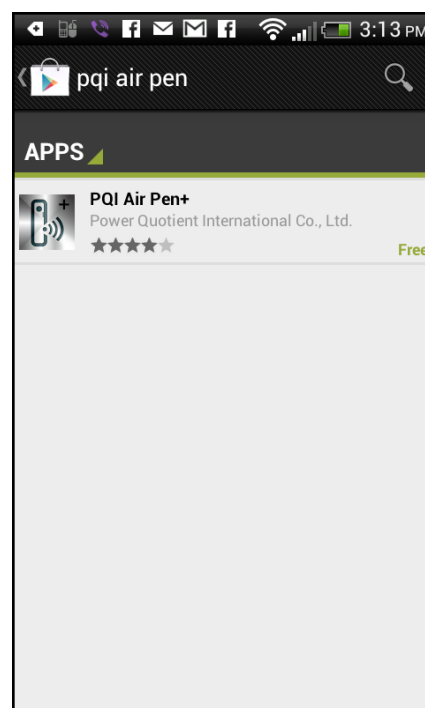 3:13 PM
pqi air pen
APPS
PQI Air Pen+
Power Quotient International Co., Ltd.
Free